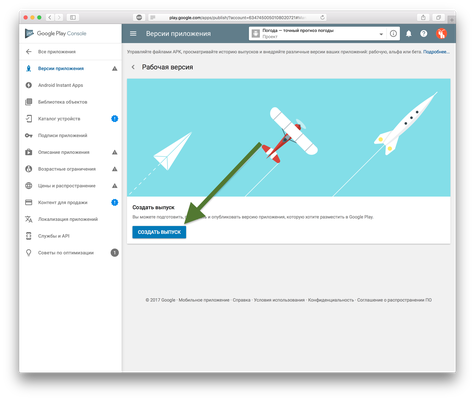 play.google.com/apps/publish/?account=
Google Play Console
Версии приложения
Погода — точный прогноз погоды
Проект
Все приложения
Управляйте файлами APK, просматривайте историю выпусков и внедряйте различные версии ваших приложений: рабочую, альфа или бета. Подробнее...
Версии приложения
Рабочая версия
Android Instant Apps
Библиотека объектов
Каталог устройств
Подписи приложений
Описание приложения
Возрастные ограничения
Цены и распространение
Контент для продажи
Локализация приложений
Службы и API
Советы по оптимизации
1
Создать выпуск
Вы можете подготовить, и опубликовать версию приложения, которую хотите разместить в Google Play.
СОЗДАТЬ ВЫПУСК
© 2017 Google · Мобильное приложение · Справка · Условия использования · Конфиденциальность · Соглашение о распространении ПО